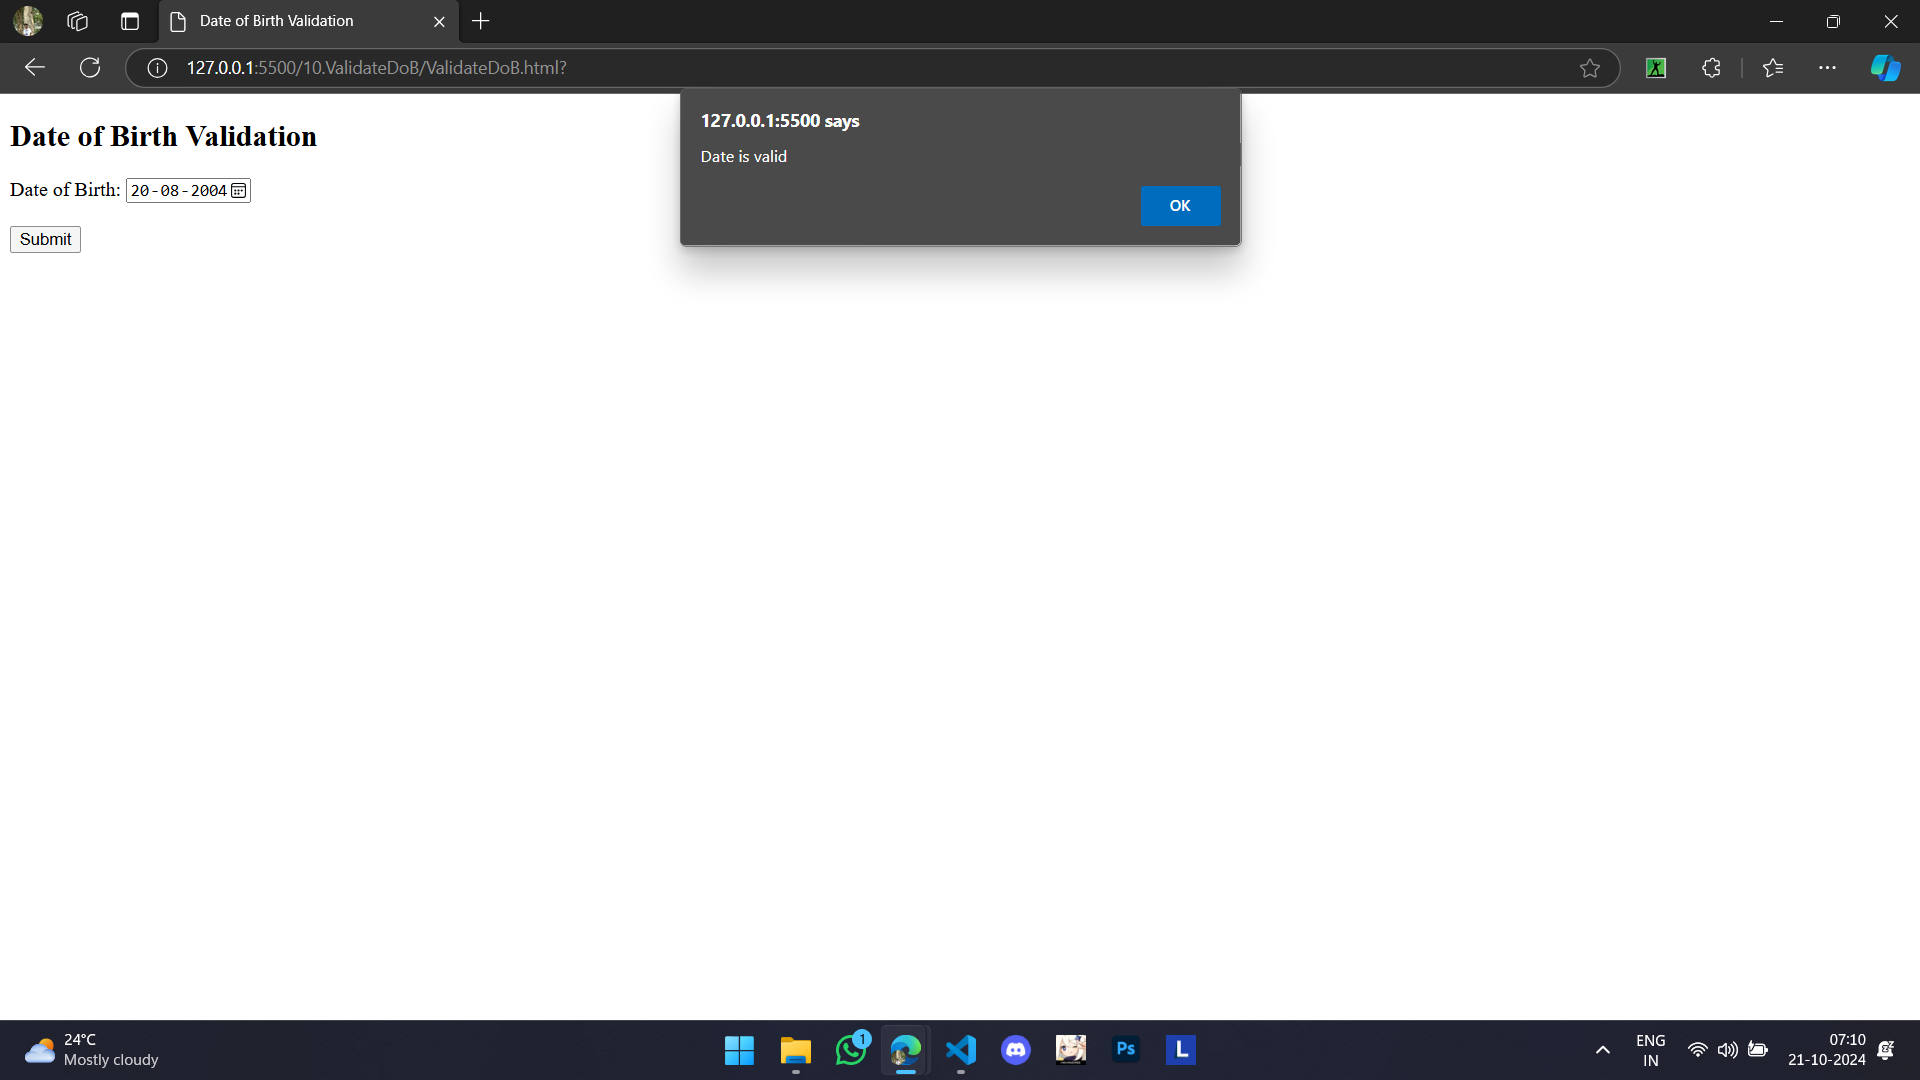 Date of Birth Validation
127.0.0.1:5500/10.ValidateDoB/ValidateDoB.html?
127.0.0.1:5500 says
Date is valid
OK
Date of Birth Validation
Date of Birth: 20-08-2004
Submit
24°C
Mostly cloudy
1
Ps
L
ENG
IN
07:10
21-10-2024